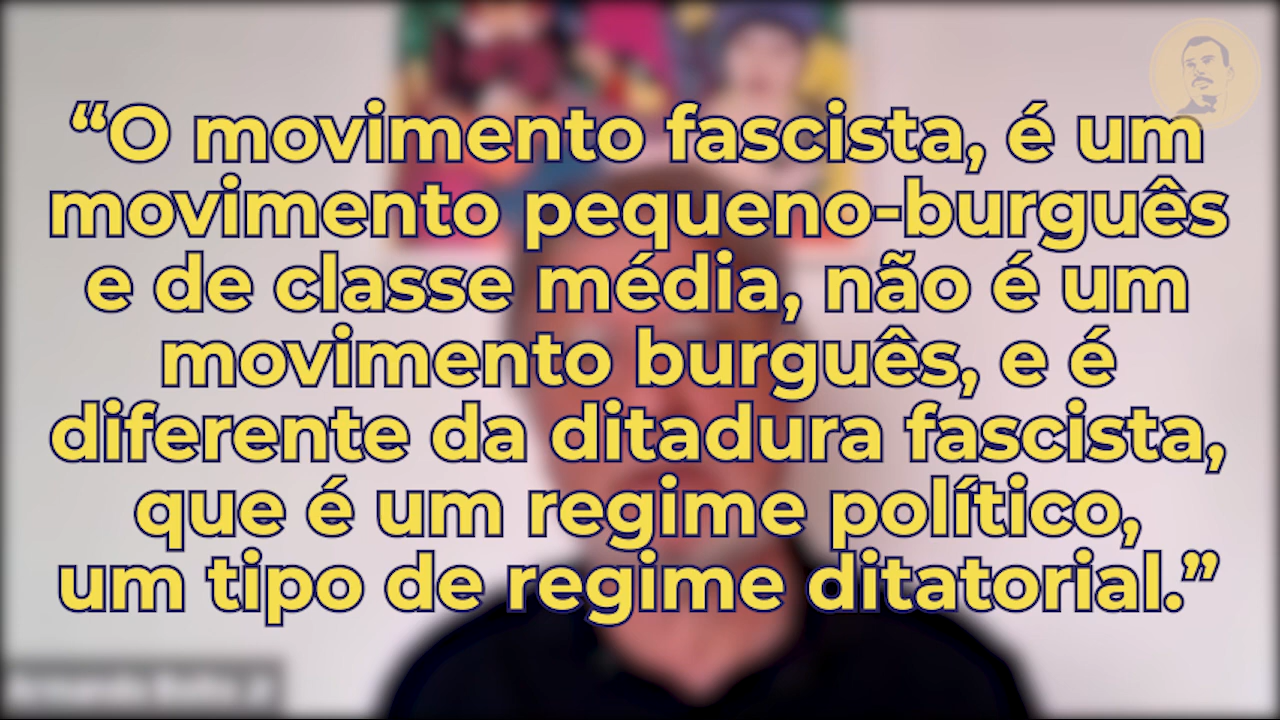 “O movimento fascista, é um
movimento pequeno-burguês
e de classe média, não é um
movimento burguês, e é
diferente da ditadura fascista,
que é um regime político,
um tipo de regime ditatorial.”